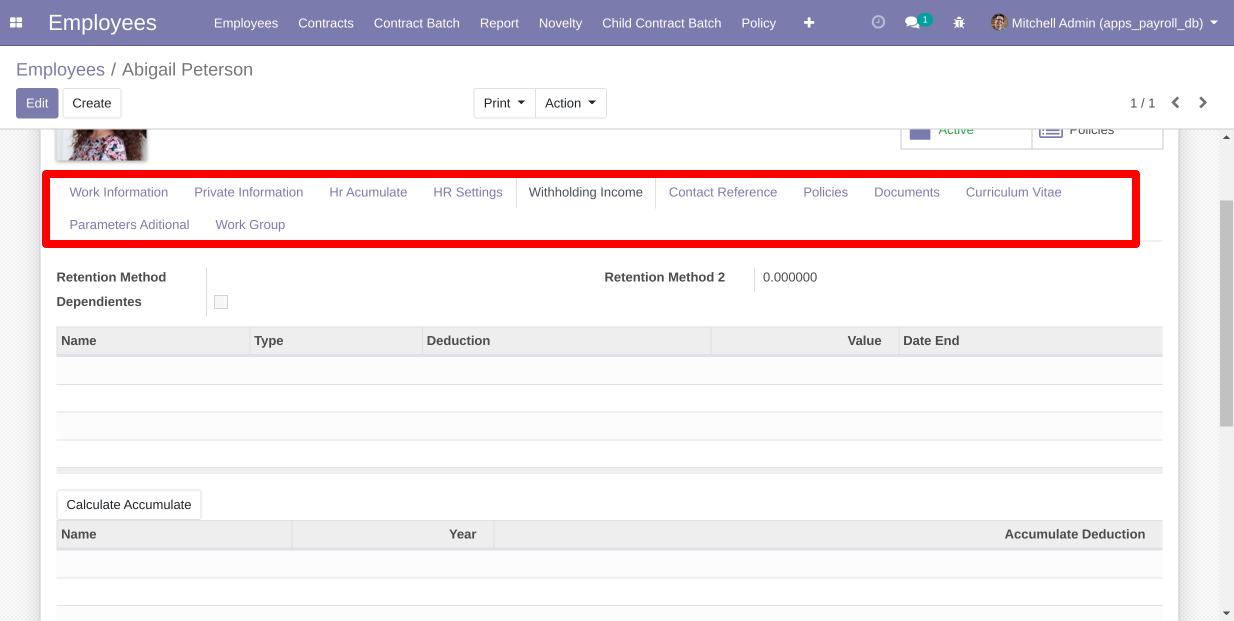 Employees Employees Contracts Contract Batch Report Novelty Child Contract Batch Policy 1 Mitchell Admin (apps_payroll_db)
Employees / Abigail Peterson
Edit Create Print Action 1 / 1
Active Policies
Work Information Private Information Hr Acumulate HR Settings Withholding Income Contact Reference Policies Documents Curriculum Vitae
Parameters Aditional Work Group
Retention Method Retention Method 2 0.000000
Dependientes
Name Type Deduction Value Date End
Calculate Accumulate
Name Year Accumulate Deduction